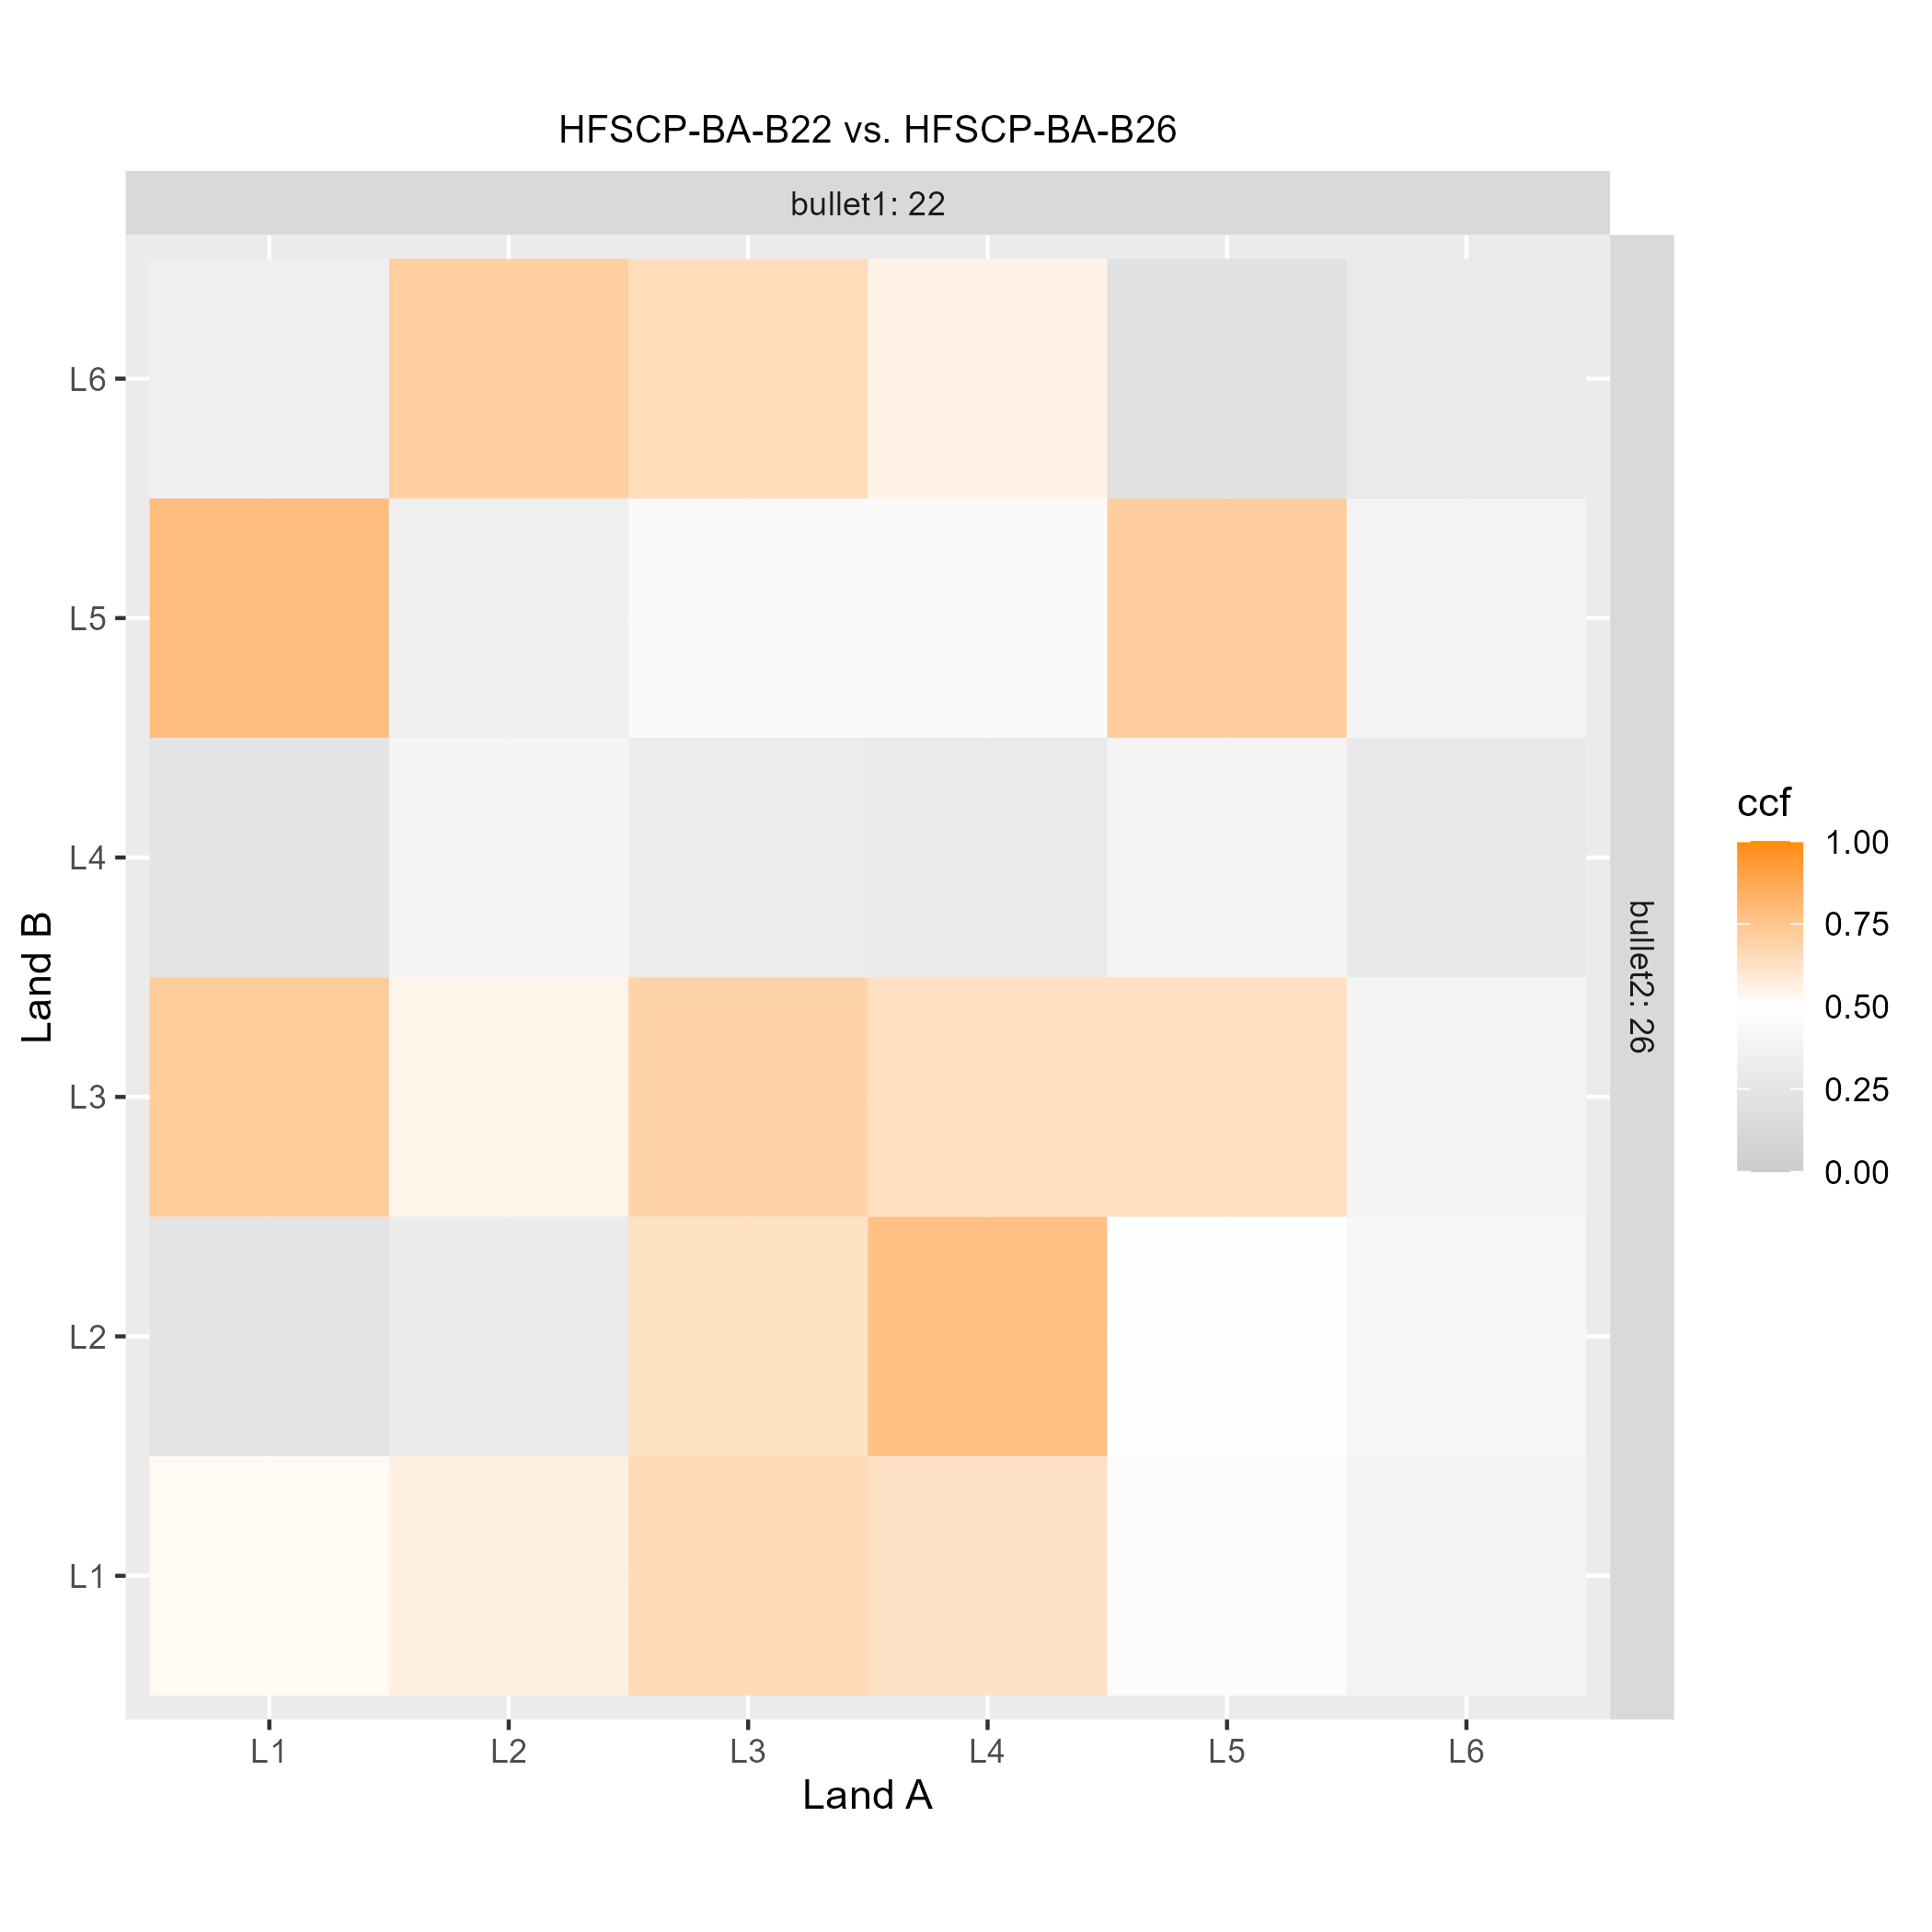 HFSCP-BA-B22 vs. HFSCP-BA-B26
bullet1: 22
L6
L5
L4
L3
L2
L1
Land B
bullet2: 26
L1 L2 L3 L4 L5 L6
Land A
ccf
1.00
0.75
0.50
0.25
0.00